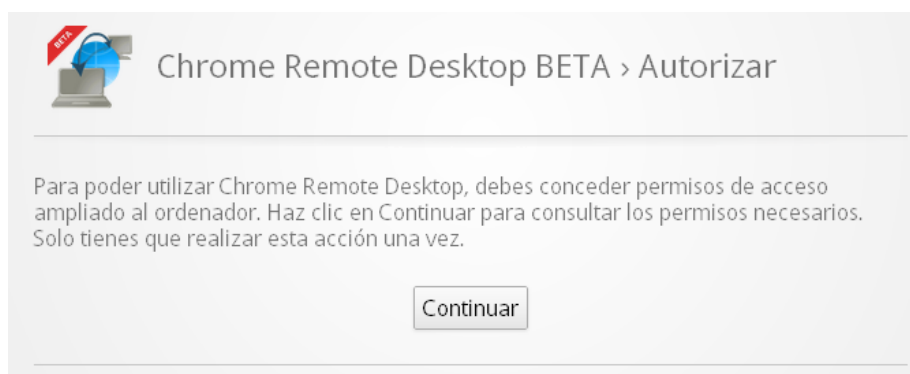 BETA
Chrome Remote Desktop BETA › Autorizar
Para poder utilizar Chrome Remote Desktop, debes conceder permisos de acceso
ampliado al ordenador. Haz clic en Continuar para consultar los permisos necesarios.
Solo tienes que realizar esta acción una vez.
Continuar